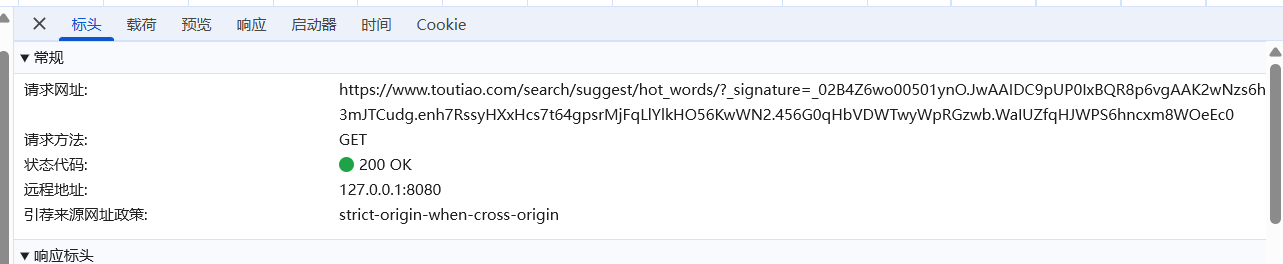 标头 载荷 预览 响应 启动器 时间 Cookie
常规
请求网址: https://www.toutiao.com/search/suggest/hot_words/?_signature=_02B4Z6wo00501ynO.JwAAIDC9pUP0lxBQR8p6vgAAK2wNzs6h
3mJTCudg.enh7RssyHXxHcs7t64gpsrMjFqLlYlkHO56KwWN2.456G0qHbVDWTwyWpRGzwb.WaIUZfqHJWPS6hncxm8WOeEc0
请求方法: GET
状态代码: 200 OK
远程地址: 127.0.0.1:8080
引荐来源网址政策: strict-origin-when-cross-origin
响应标头